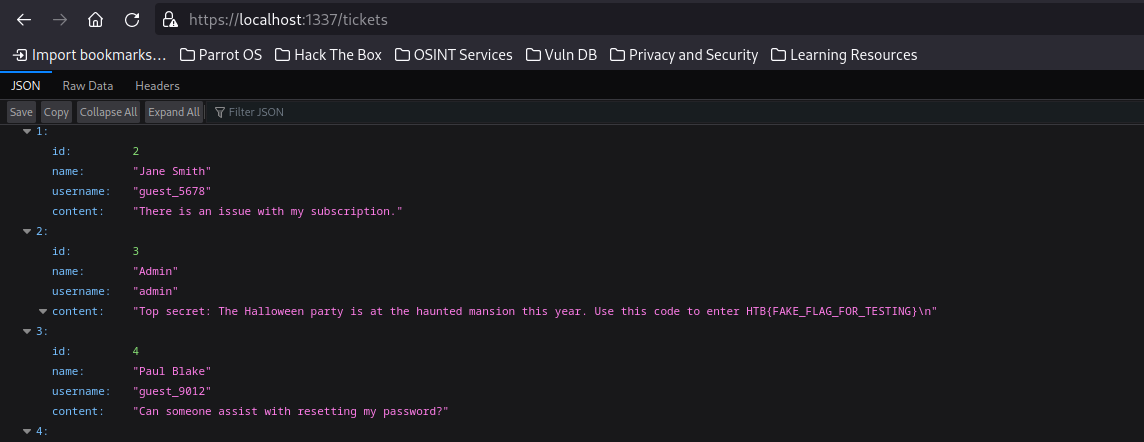 https://localhost:1337/tickets
Import bookmarks... Parrot OS Hack The Box OSINT Services Vuln DB Privacy and Security Learning Resources
JSON Raw Data Headers
Save Copy Collapse All Expand All Filter JSON
1:
id: 2
name: "Jane Smith"
username: "guest_5678"
content: "There is an issue with my subscription."
2:
id: 3
name: "Admin"
username: "admin"
content: "Top secret: The Halloween party is at the haunted mansion this year. Use this code to enter HTB{FAKE_FLAG_FOR_TESTING}\n"
3:
id: 4
name: "Paul Blake"
username: "guest_9012"
content: "Can someone assist with resetting my password?"
4: